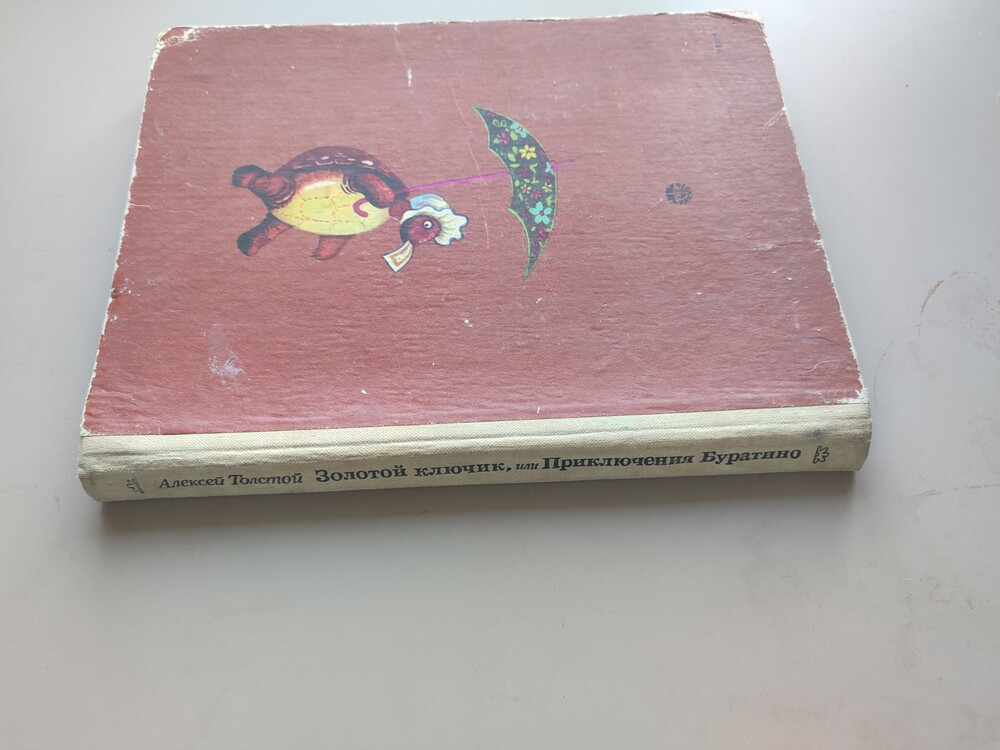 Алексей Толстой Золотой ключик, или Приключения Буратино